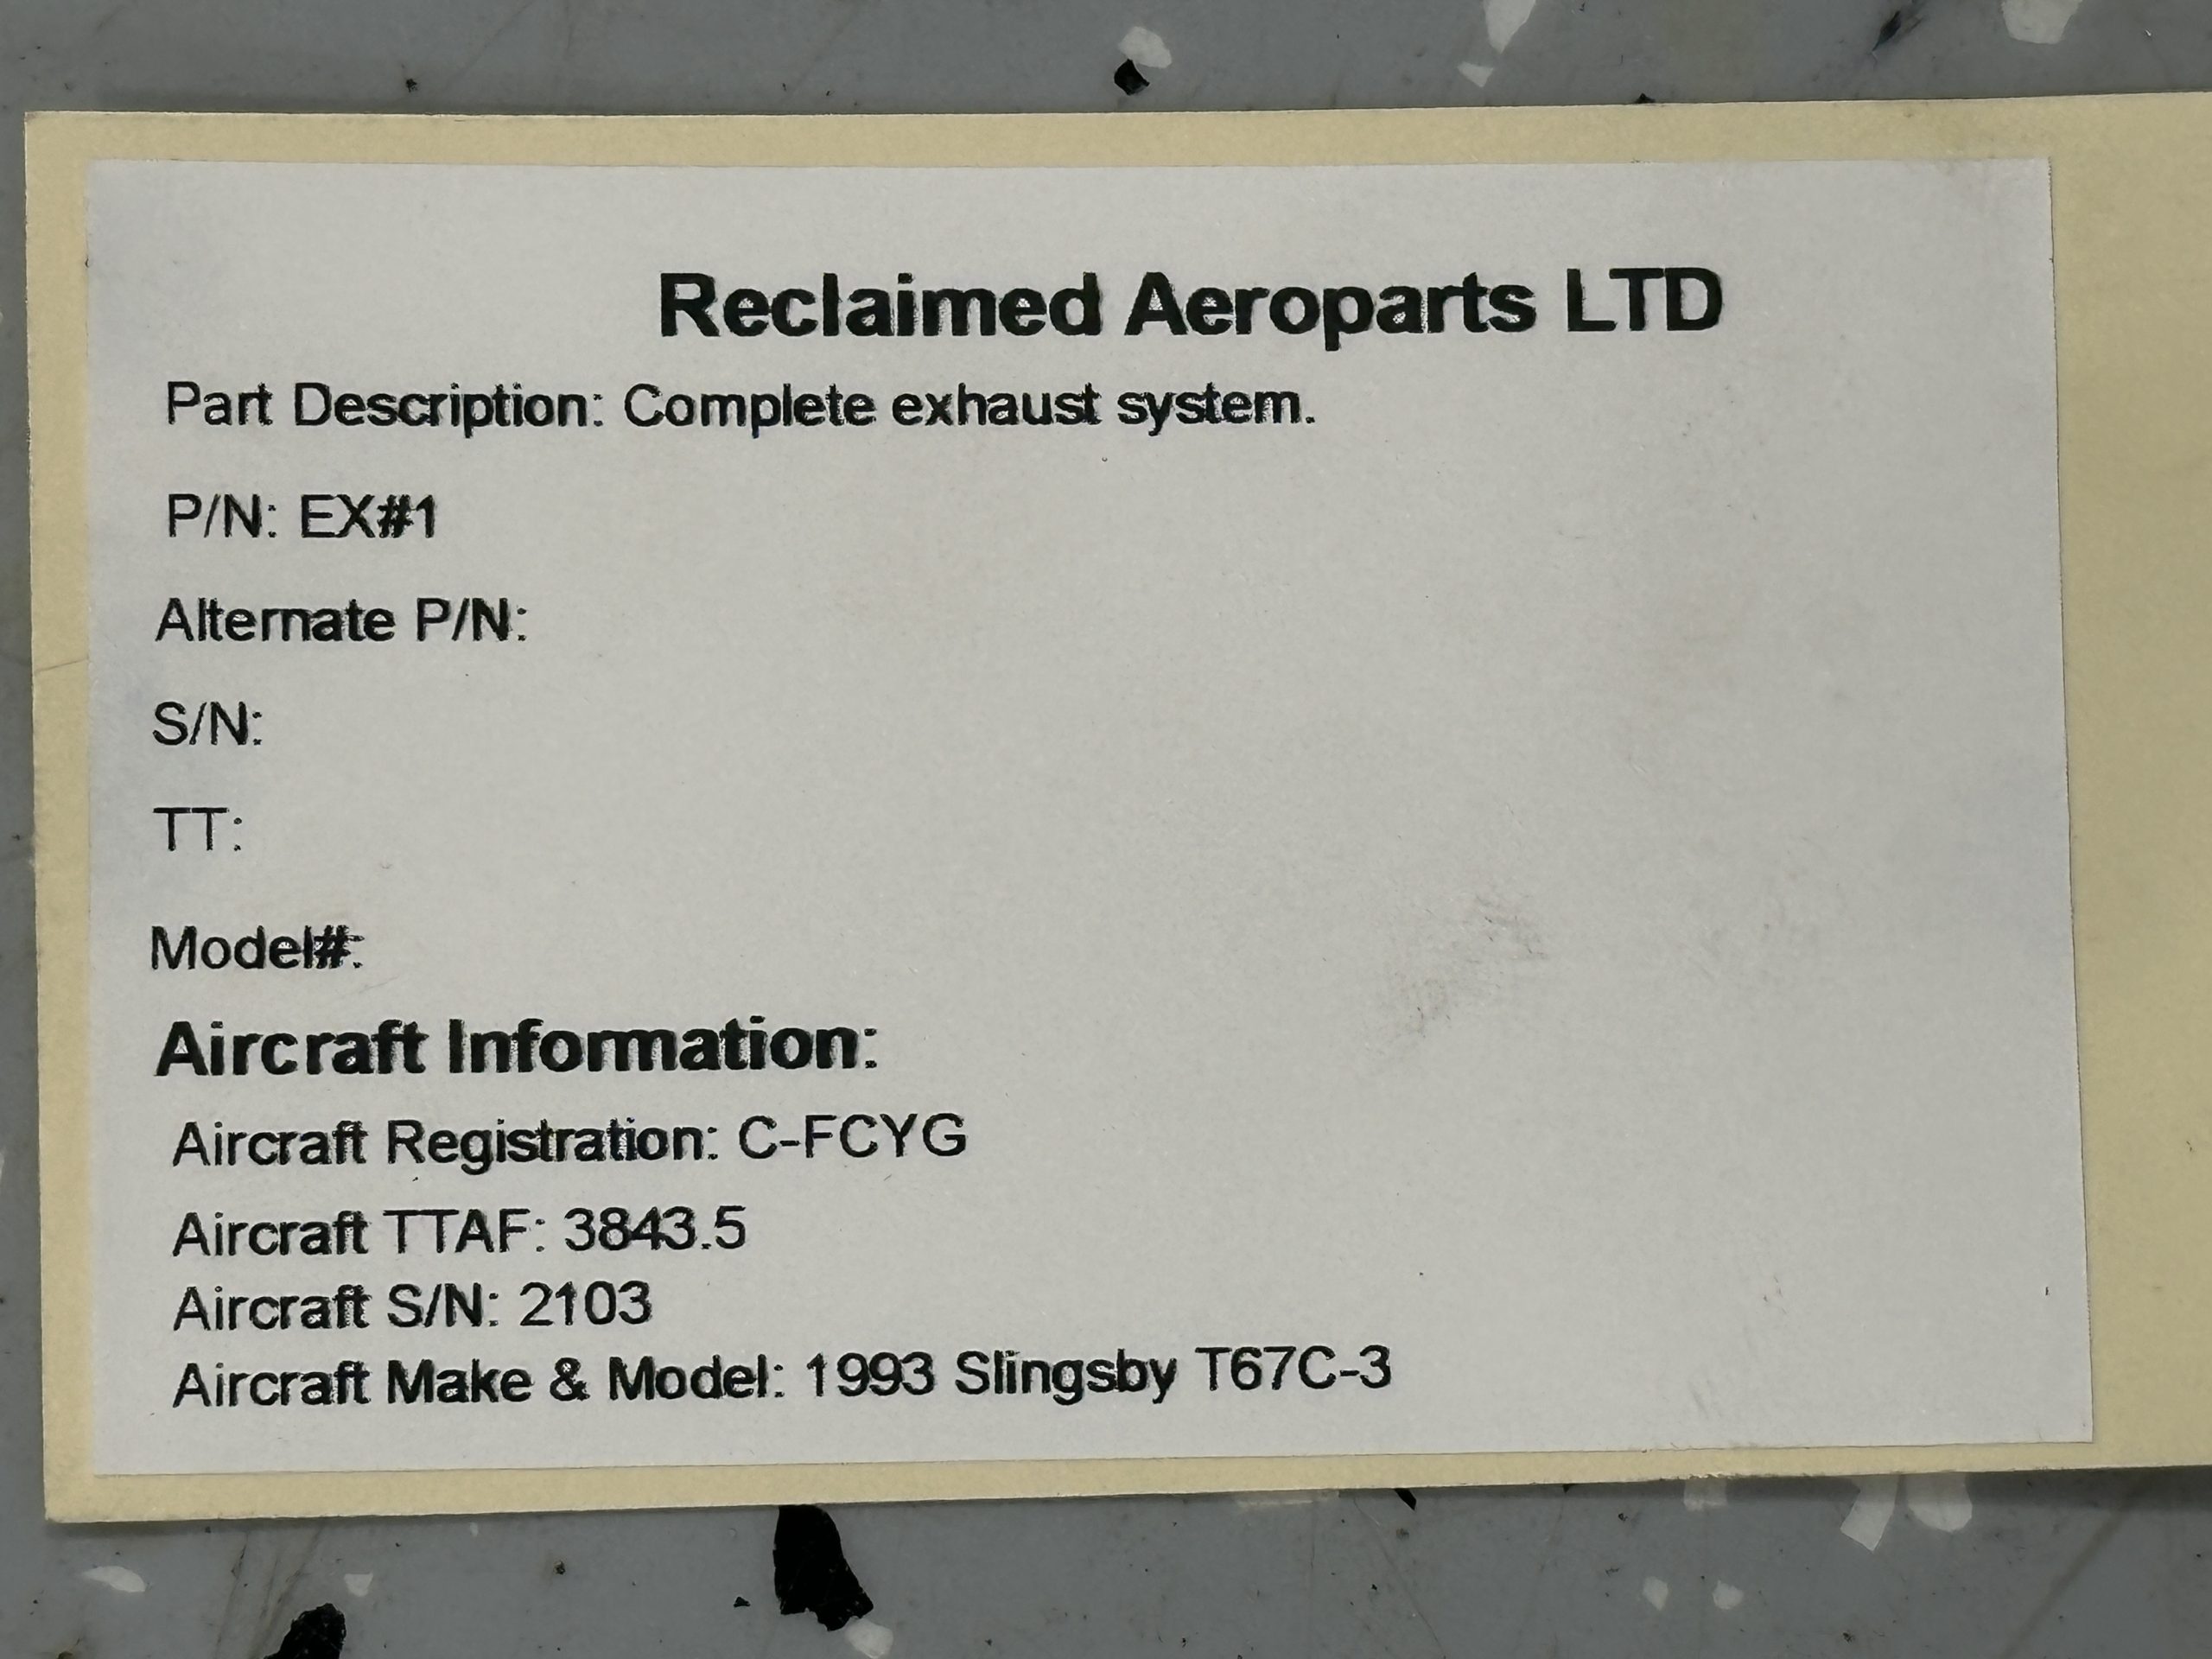 Reclaimed Aeroparts LTD
Part Description: Complete exhaust system.
P/N: EX#1
Alternate P/N:
S/N:
TT:
Model#:
Aircraft Information:
Aircraft Registration: C-FCYG
Aircraft TTAF: 3843.5
Aircraft S/N: 2103
Aircraft Make & Model: 1993 Slingsby T67C-3